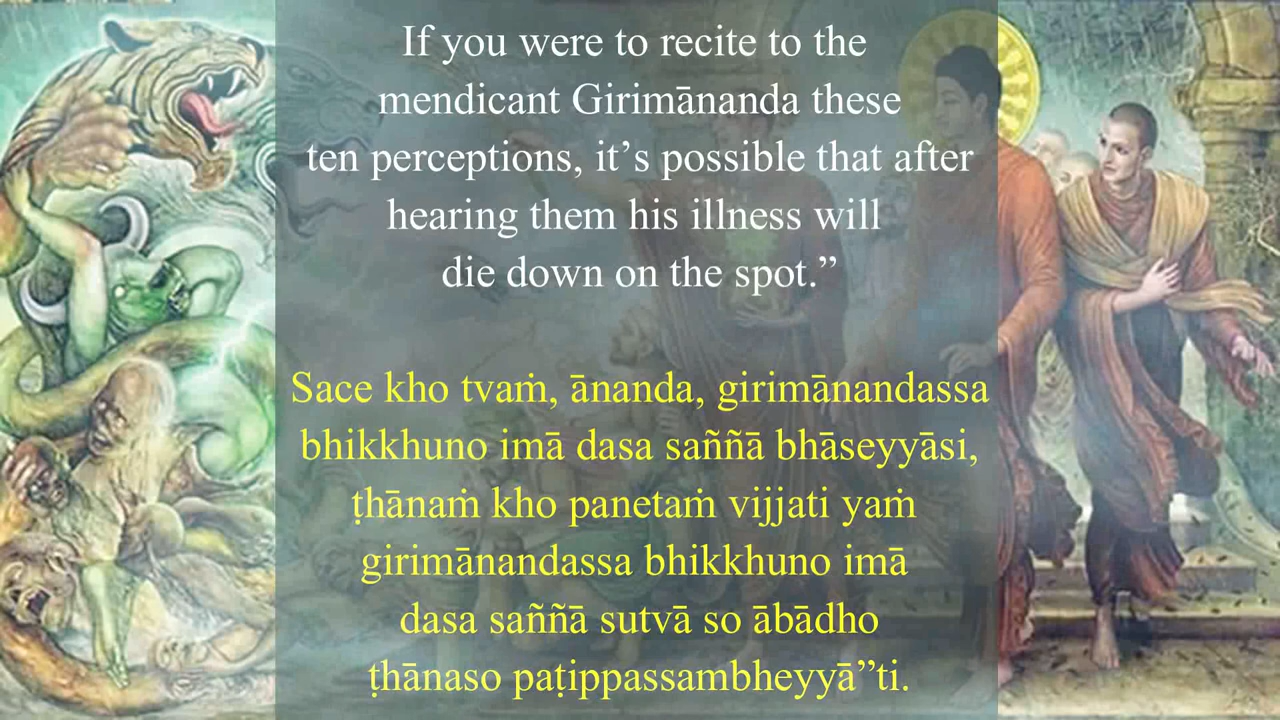 If you were to recite to the
mendicant Girimānanda these
ten perceptions, it’s possible that after
hearing them his illness will
die down on the spot.”
Sace kho tvaṁ, ānanda, girimānandassa
bhikkhuno imā dasa saññā bhāseyyāsi,
ṭhānaṁ kho panetaṁ vijjati yaṁ
girimānandassa bhikkhuno imā
dasa saññā sutvā so ābādho
ṭhānaso paṭippassambheyyā”ti.